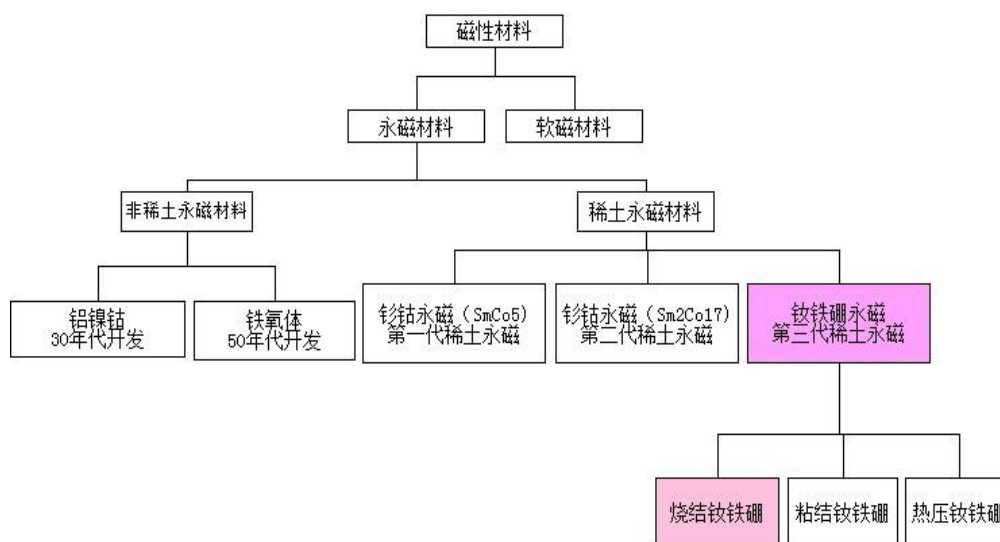 磁性材料
永磁材料
软磁材料
非稀土永磁材料
稀土永磁材料
铝镍钴
30年代开发
铁氧体
50年代开发
钐钴永磁（SmCo5）
第一代稀土永磁
钐钴永磁（Sm2Co17）
第二代稀土永磁
钕铁硼永磁
第三代稀土永磁
烧结钕铁硼
粘结钕铁硼
热压钕铁硼